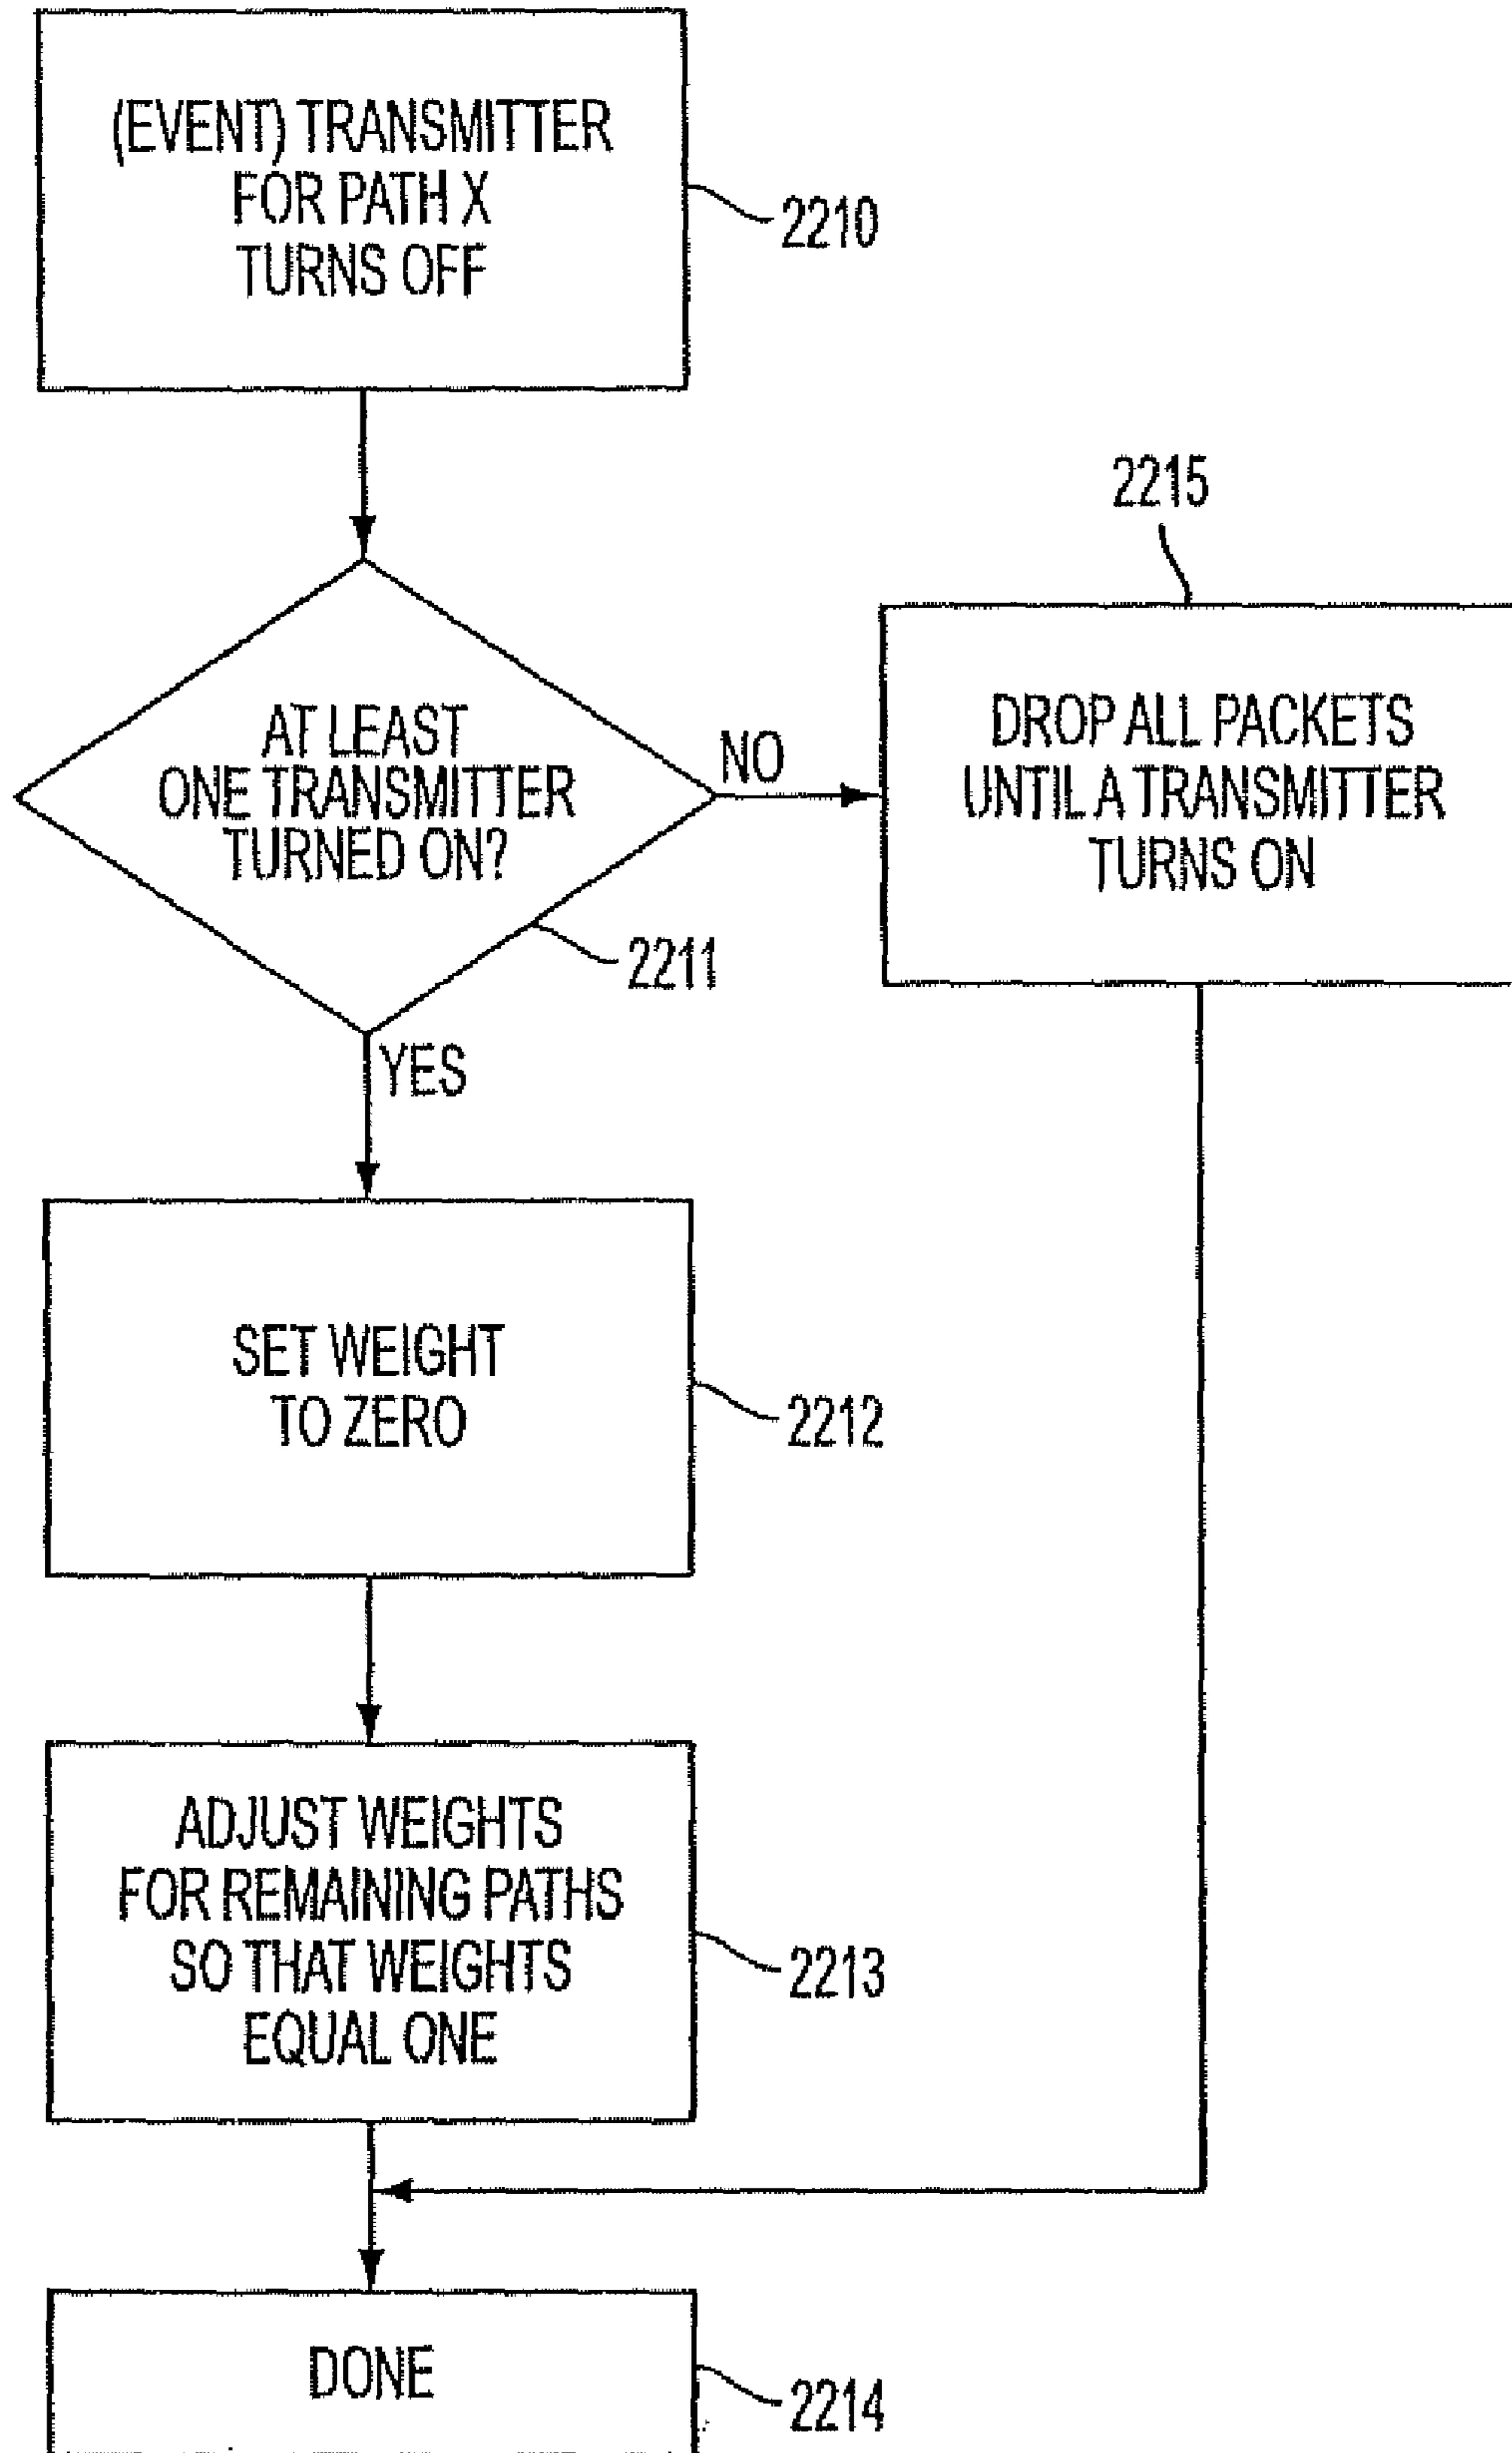 (EVENT) TRANSMITTER
FOR PATH X
TURNS OFF
2210
2215
AT LEAST
ONE TRANSMITTER
TURNED ON?
NO
DROP ALL PACKETS
UNTIL A TRANSMITTER
TURNS ON
2211
YES
SET WEIGHT
TO ZERO
2212
ADJUST WEIGHTS
FOR REMAINING PATHS
SO THAT WEIGHTS
EQUAL ONE
2213
DONE
2214